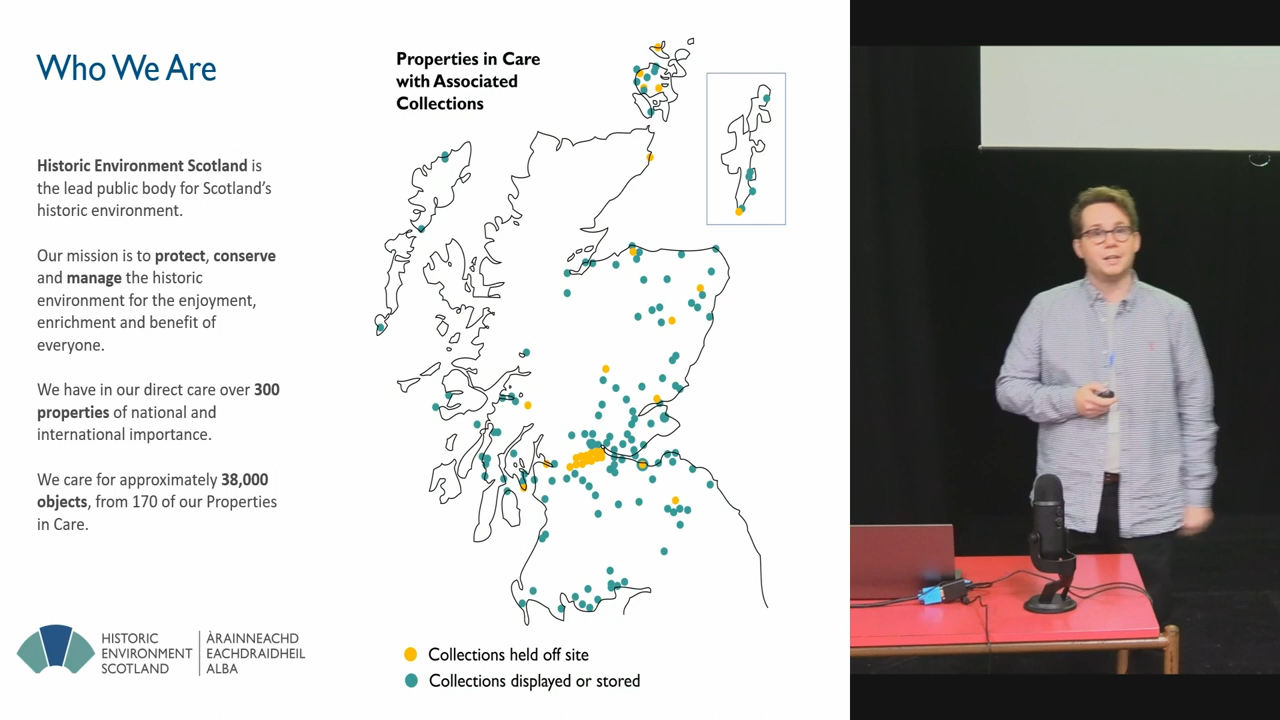 Who We Are
Historic Environment Scotland is
the lead public body for Scotland's
historic environment.
Our mission is to protect, conserve
and manage the historic
environment for the enjoyment,
enrichment and benefit of
everyone.
We have in our direct care over 300
properties of national and
international importance.
We care for approximately 38,000
objects, from 170 of our Properties
in Care.
HISTORIC
ENVIRONMENT
SCOTLAND
ÀRAINNEACHD
EACHDRAIDHEIL
ALBA
Properties in Care
with Associated
Collections
Collections held off site
Collections displayed or stored